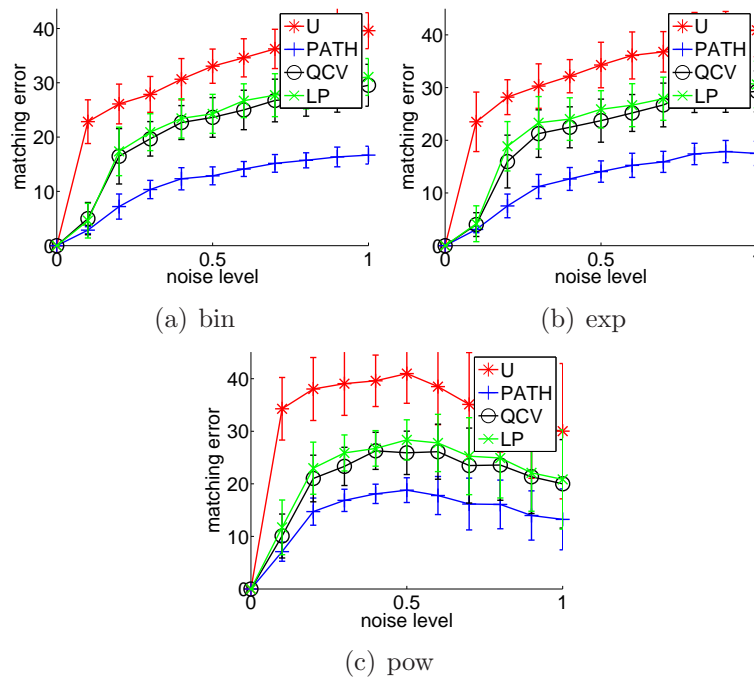 40
30
20
10
0
0
0.5
1
matching error
noise level
U
PATH
QCV
LP
(a) bin
40
30
20
10
0
0
0.5
1
matching error
noise level
U
PATH
QCV
LP
(b) exp
40
30
20
10
0
0
0.5
1
matching error
noise level
U
PATH
QCV
LP
(c) pow